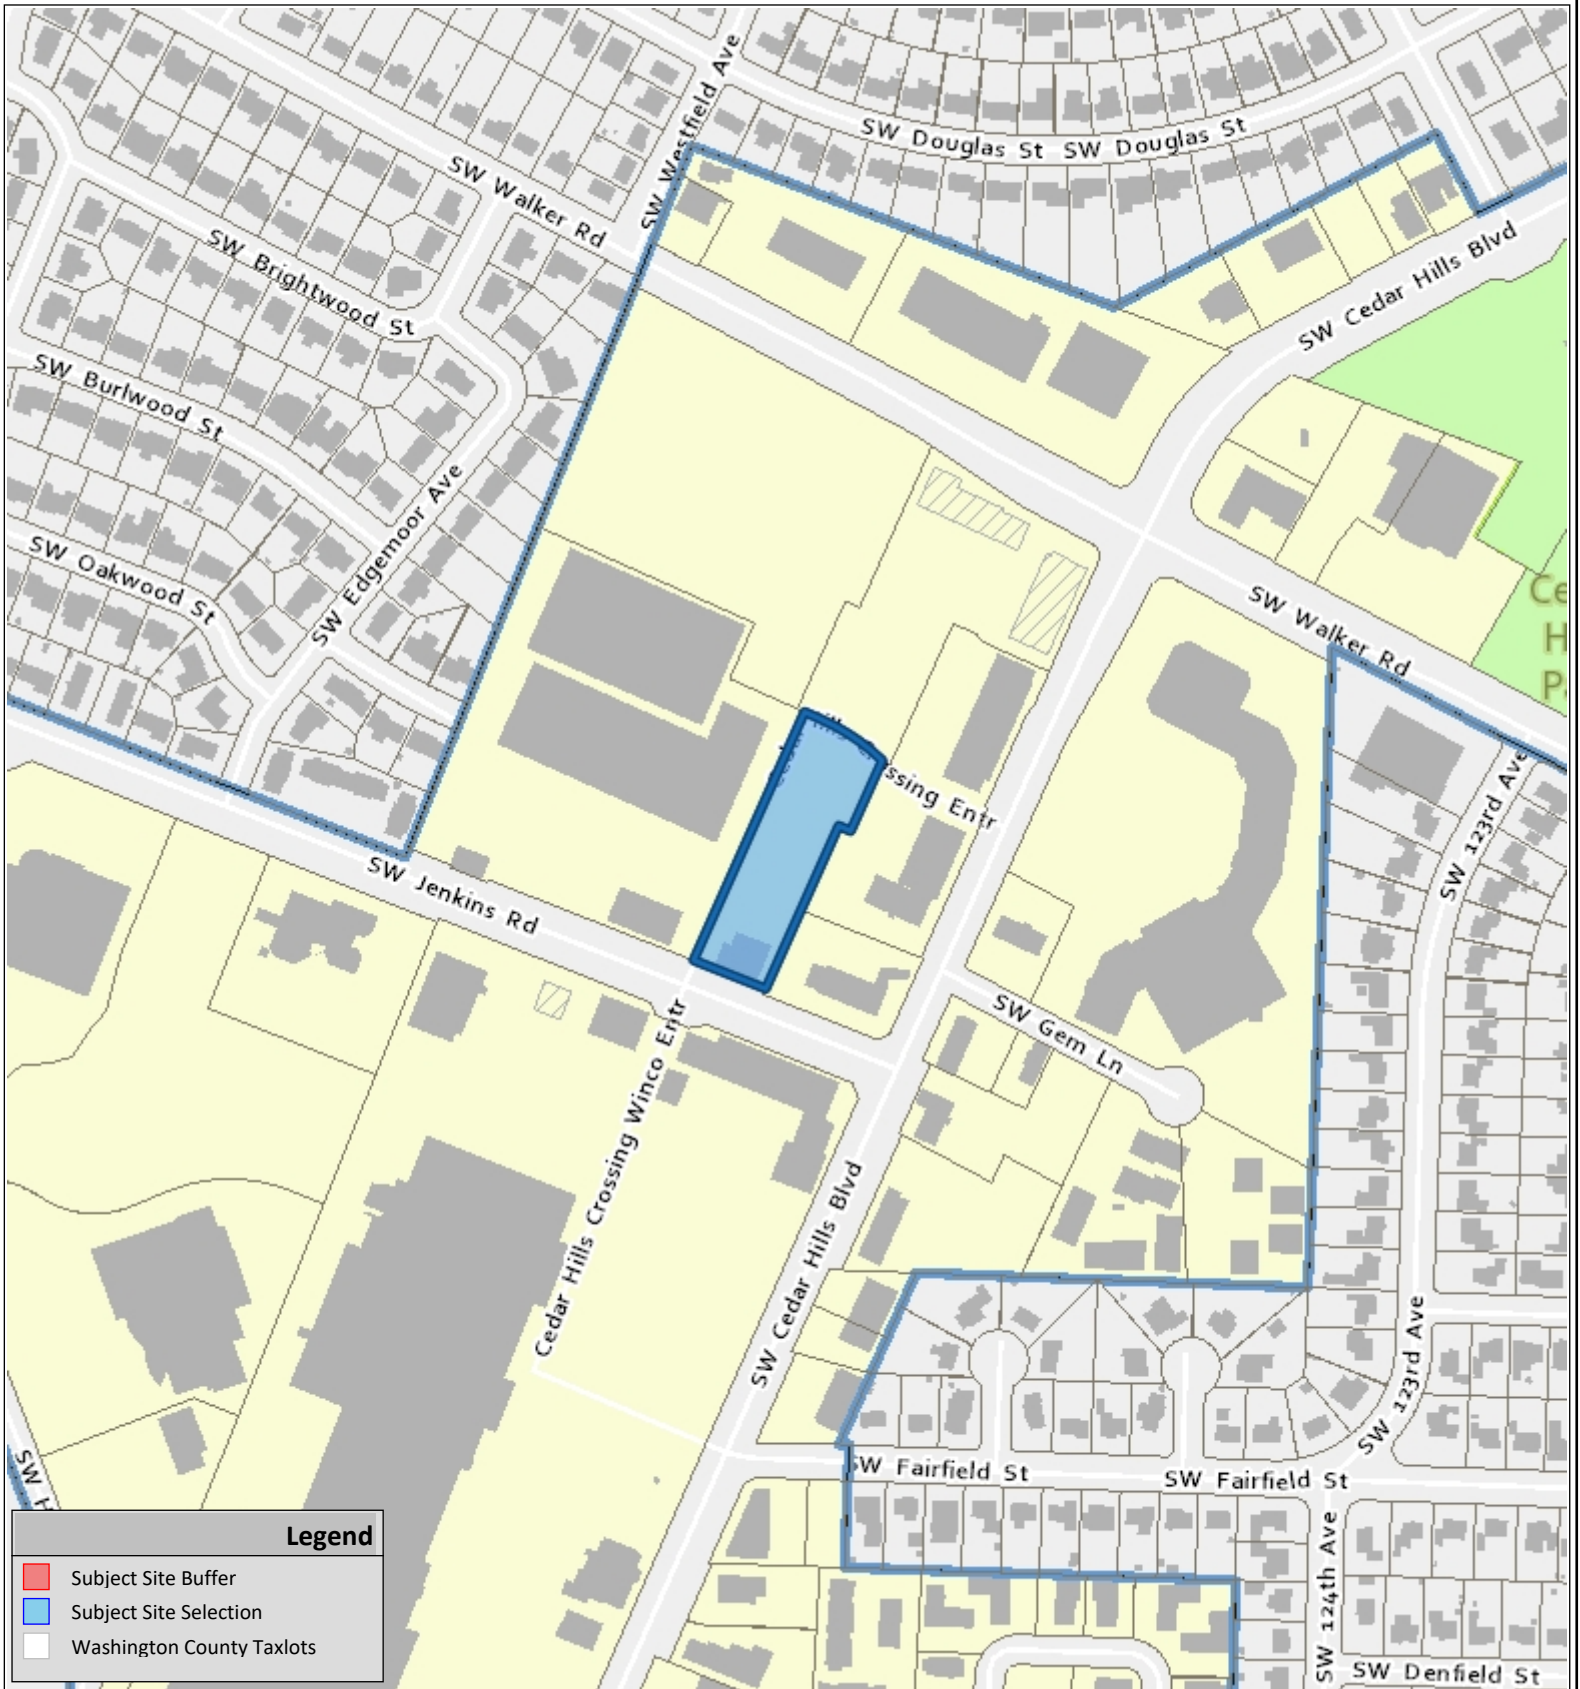 SW Westfield Ave
SW Douglas St
SW Douglas St
SW Walker Rd
SW Brightwood St
SW Cedar Hills Blvd
SW Burlwood St
SW Edgemoor Ave
SW Oakwood St
SW Walker Rd
Ce
H
P
ssing Entr
SW 123rd Ave
SW Jenkins Rd
SW Gem Ln
Cedar Hills Crossing Winco Entr
SW Cedar Hills Blvd
SW 123rd Ave
SW Fairfield St
SW Fairfield St
SW H
SW 124th Ave
SW Denfield St
Legend
Subject Site Buffer
Subject Site Selection
Washington County Taxlots